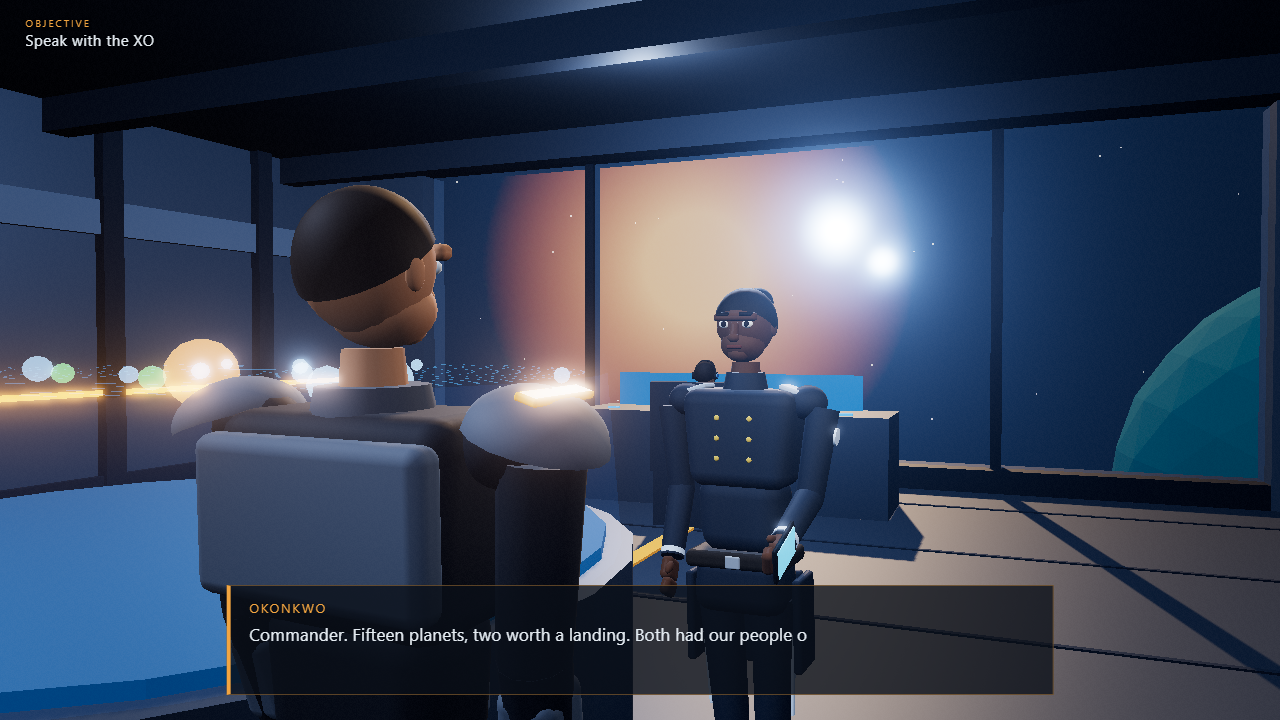 OBJECTIVE
Speak with the XO
OKONKWO
Commander. Fifteen planets, two worth a landing. Both had our people o